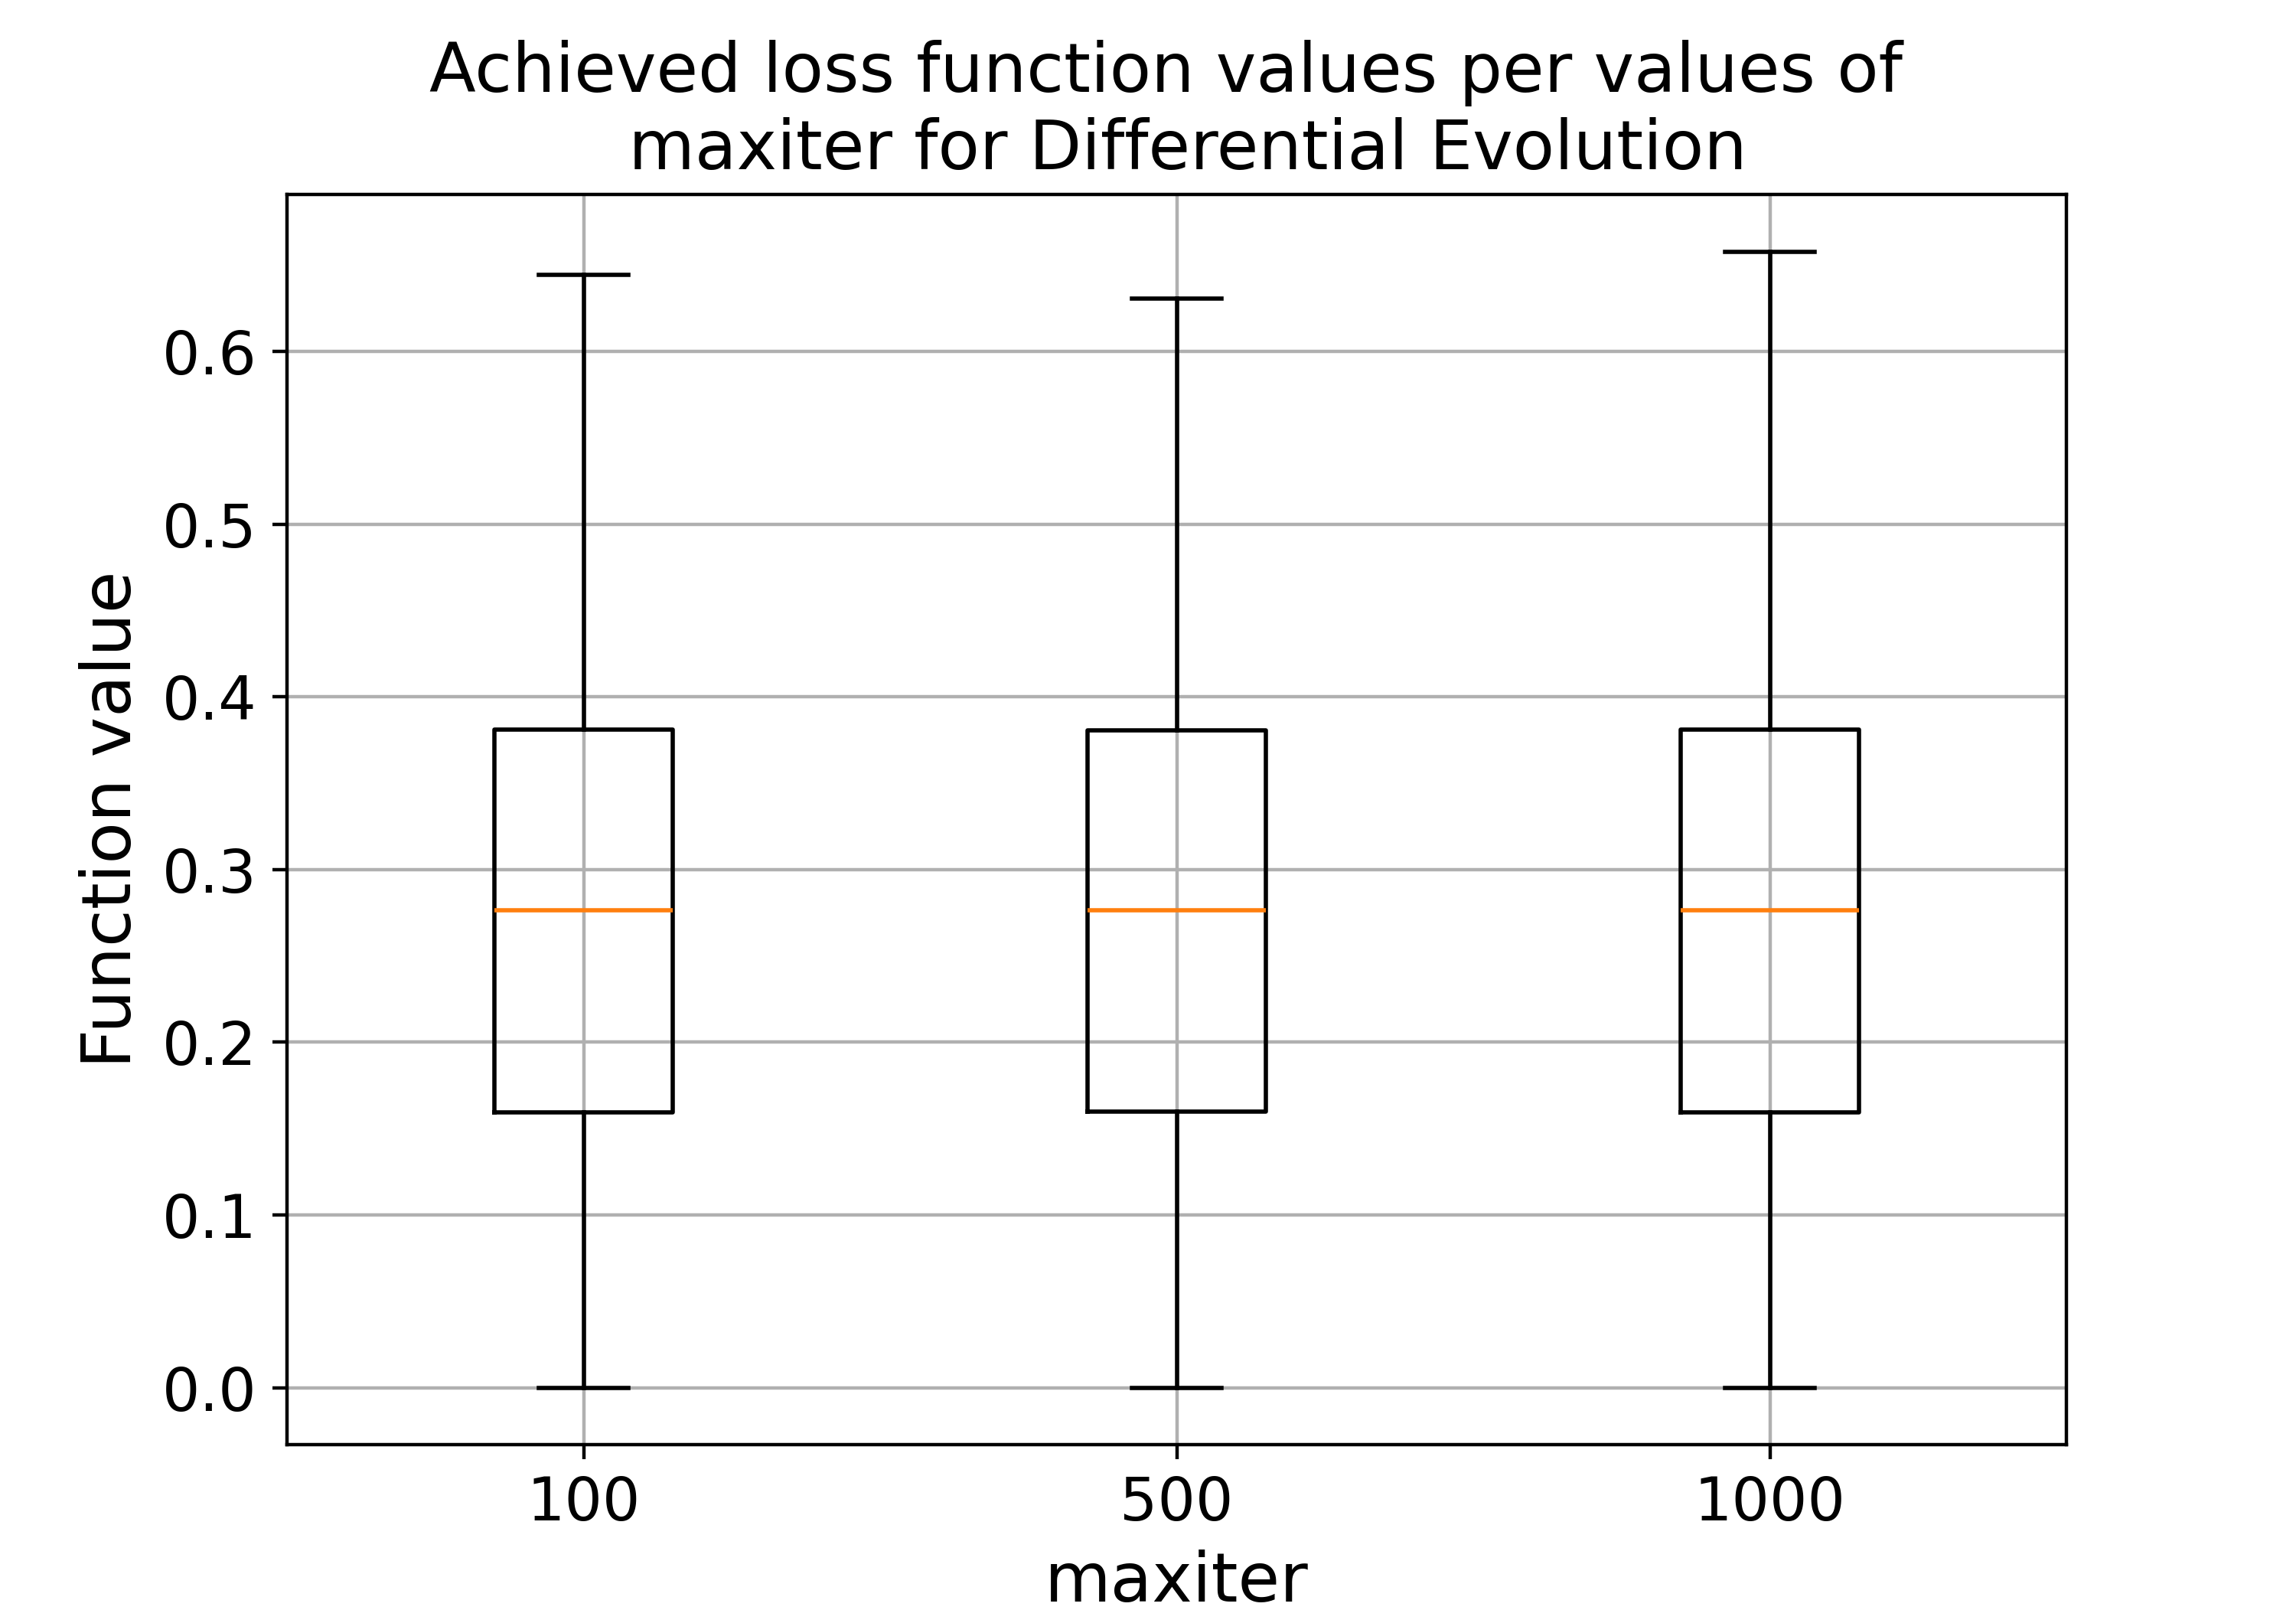 Achieved loss function values per values of
maxiter for Differential Evolution
Function value
0.6
0.5
0.4
0.3
0.2
0.1
0.0
100
500
1000
maxiter